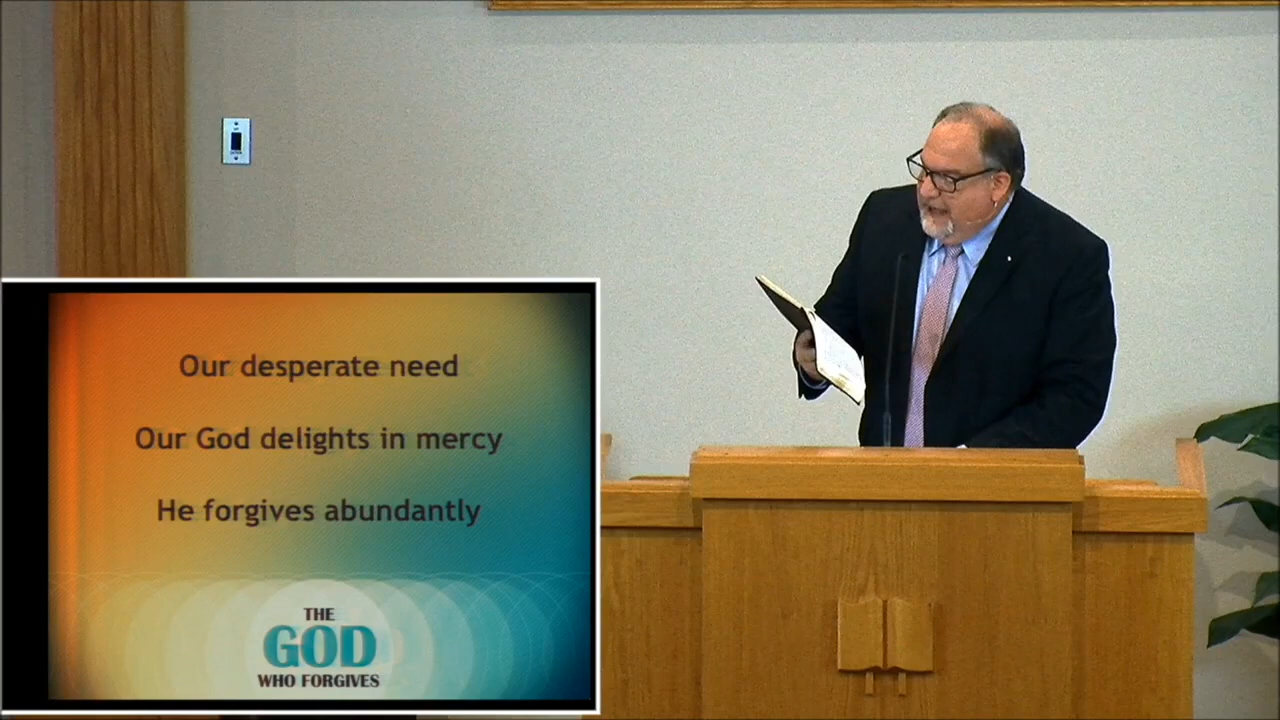 Our desperate need
Our God delights in mercy
He forgives abundantly
THE
GOD
WHO FORGIVES